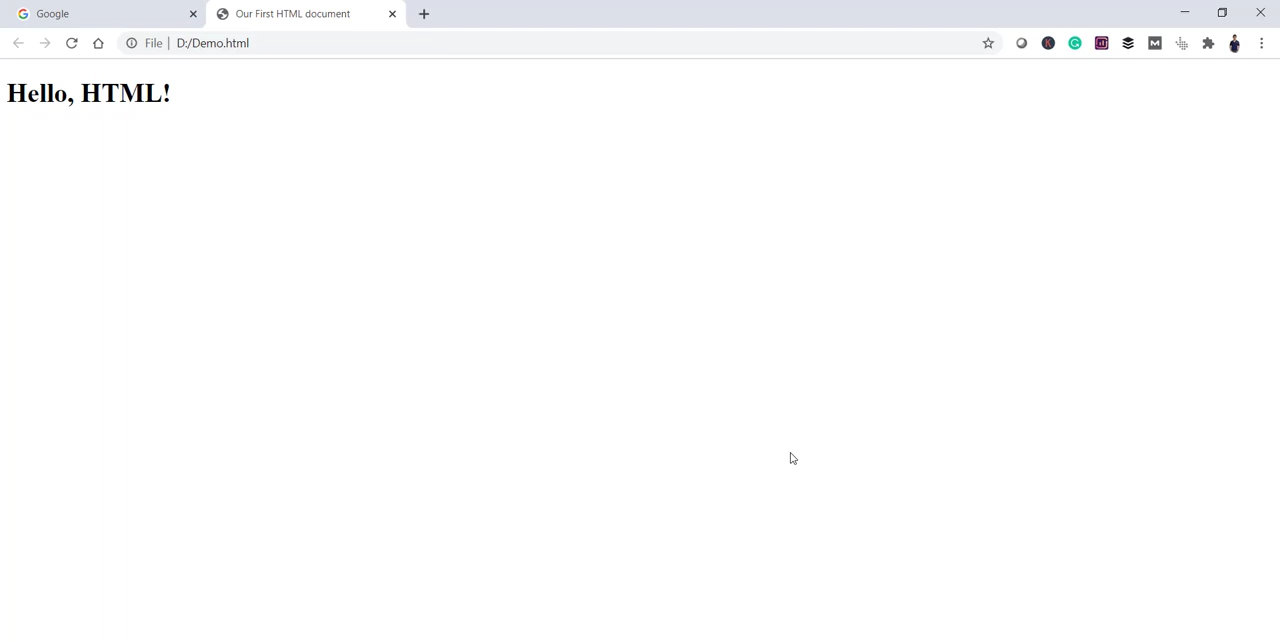 Google
Our First HTML document
File | D:/Demo.html
Hello, HTML!